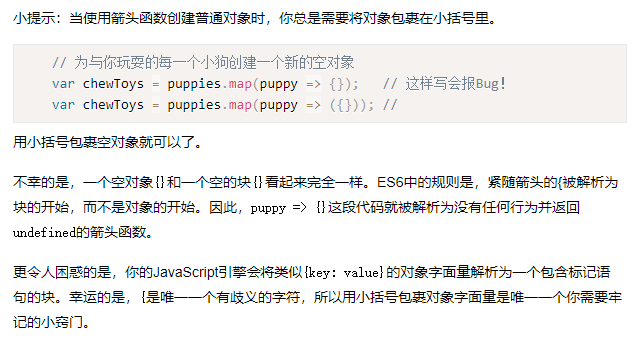 小提示：当使用箭头函数创建普通对象时，你总是需要将对象包裹在小括号里。
// 为与你玩耍的每一个小狗创建一个新的空对象
var chewToys = puppies.map(puppy => {});   // 这样写会报Bug！
var chewToys = puppies.map(puppy => ({})); //
用小括号包裹空对象就可以了。
不幸的是，一个空对象{}和一个空的块{}看起来完全一样。ES6中的规则是，紧随箭头的{被解析为
块的开始，而不是对象的开始。因此，puppy => {}这段代码就被解析为没有任何行为并返回
undefined的箭头函数。
更令人困惑的是，你的JavaScript引擎会将类似{key: value}的对象字面量解析为一个包含标记语
句的块。幸运的是，{是唯一一个有歧义的字符，所以用小括号包裹对象字面量是唯一一个你需要牢
记的小窍门。